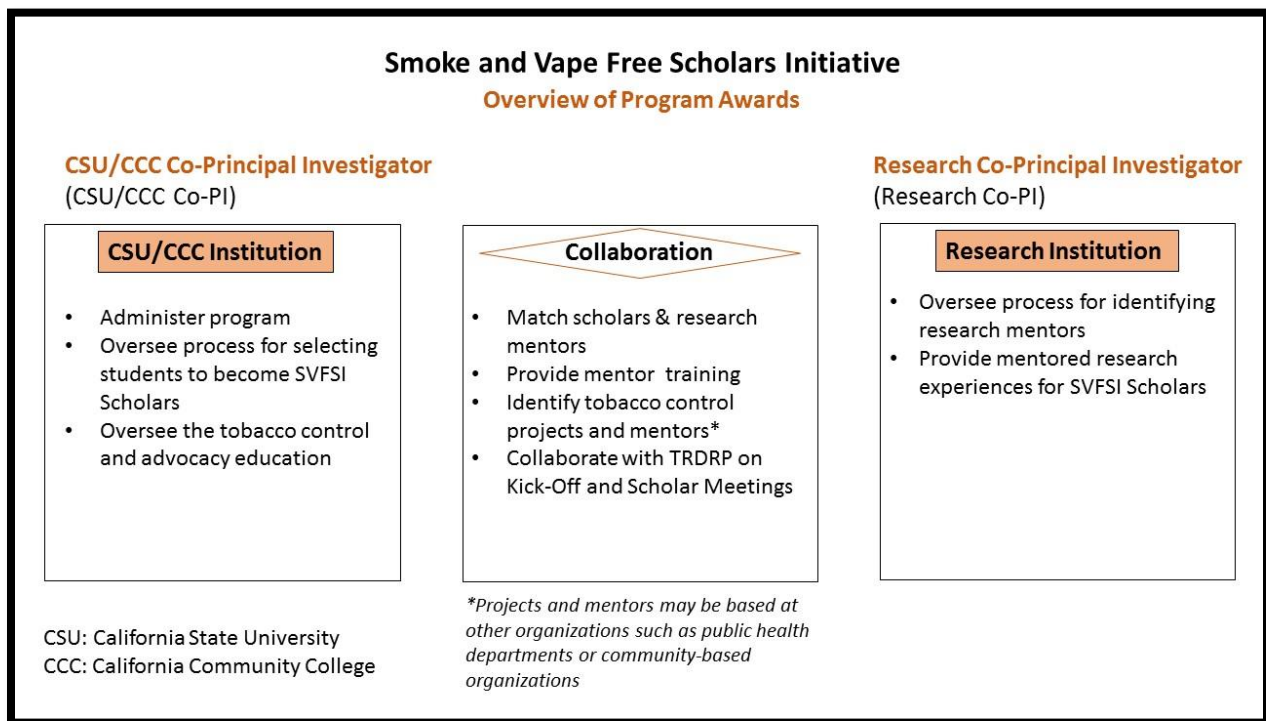 Smoke and Vape Free Scholars Initiative
Overview of Program Awards
CSU/CCC Co-Principal Investigator
(CSU/CCC Co-PI)
CSU/CCC Institution
• Administer program
• Oversee process for selecting
students to become SVFSI
Scholars
• Oversee the tobacco control
and advocacy education
Collaboration
• Match scholars & research
mentors
• Provide mentor training
• Identify tobacco control
projects and mentors*
• Collaborate with TRDRP on
Kick-Off and Scholar Meetings
*Projects and mentors may be based at
other organizations such as public health
departments or community-based
organizations
Research Co-Principal Investigator
(Research Co-PI)
Research Institution
• Oversee process for identifying
research mentors
• Provide mentored research
experiences for SVFSI Scholars
CSU: California State University
CCC: California Community College